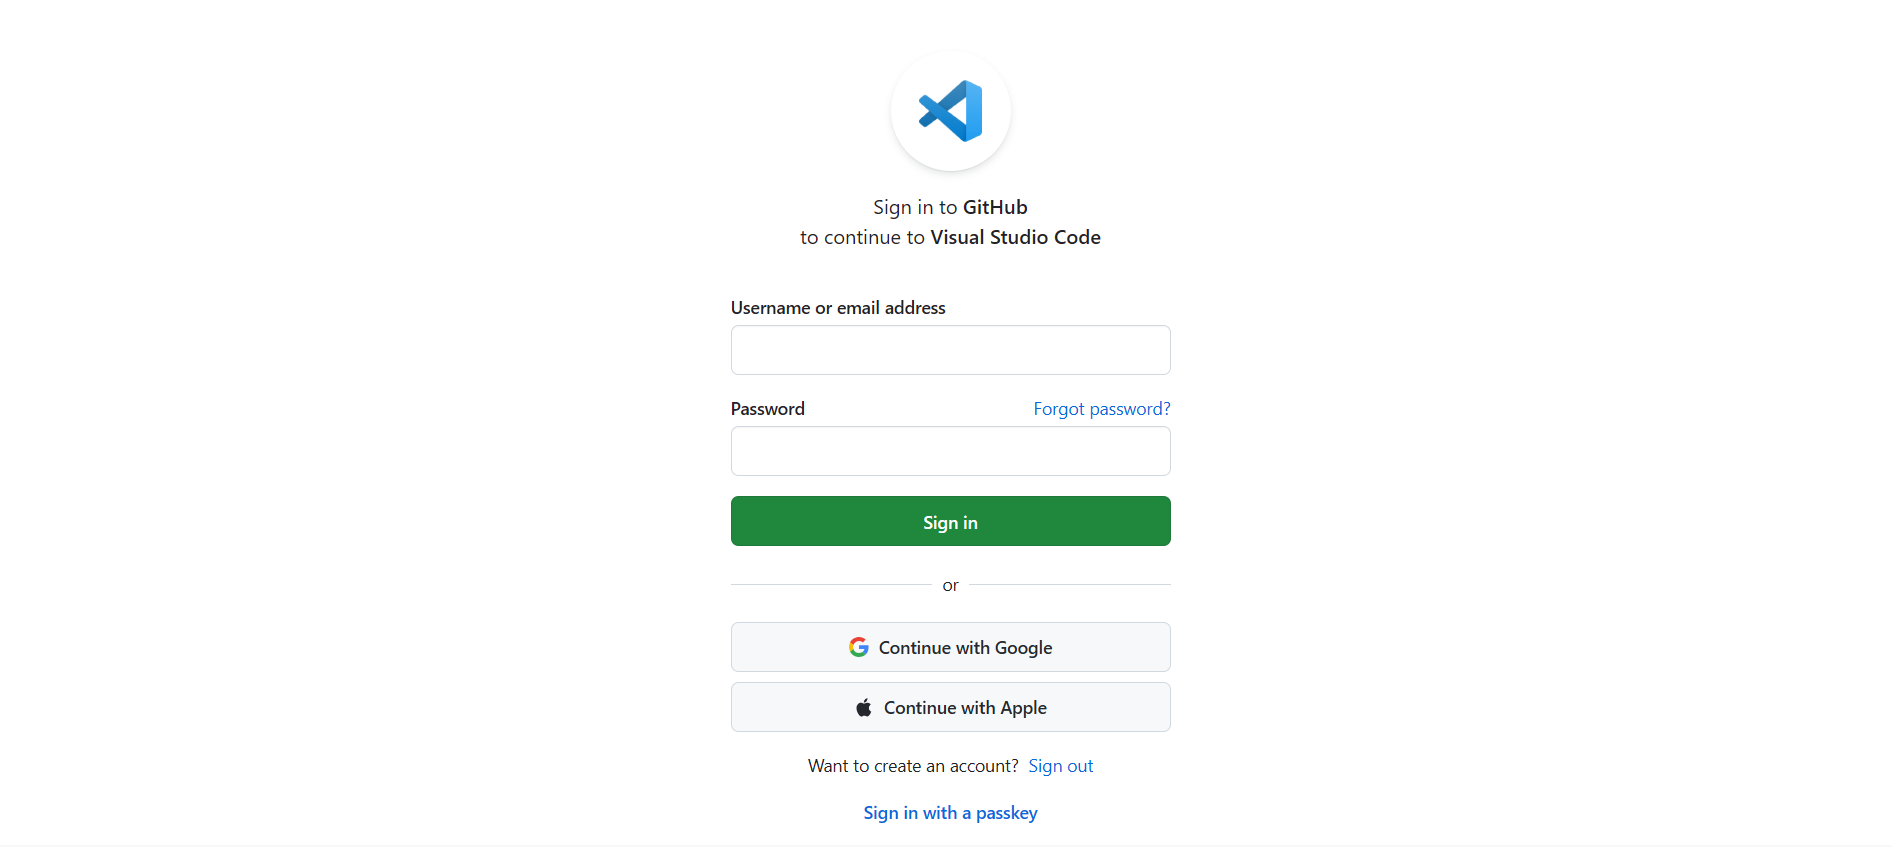 Sign in to GitHub
to continue to Visual Studio Code
Username or email address
Password Forgot password?
Sign in
or
Continue with Google
Continue with Apple
Want to create an account? Sign out
Sign in with a passkey